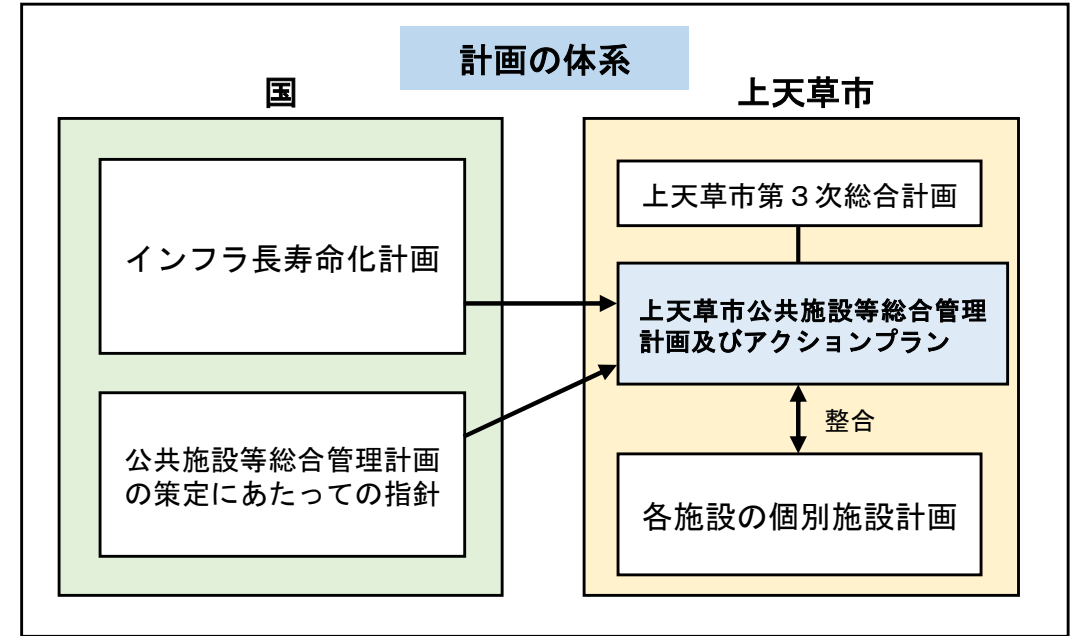 計画の体系
国
インフラ長寿命化計画
公共施設等総合管理計画
の策定にあたっての指針
上天草市
上天草市第３次総合計画
上天草市公共施設等総合管理
計画及びアクションプラン
整合
各施設の個別施設計画